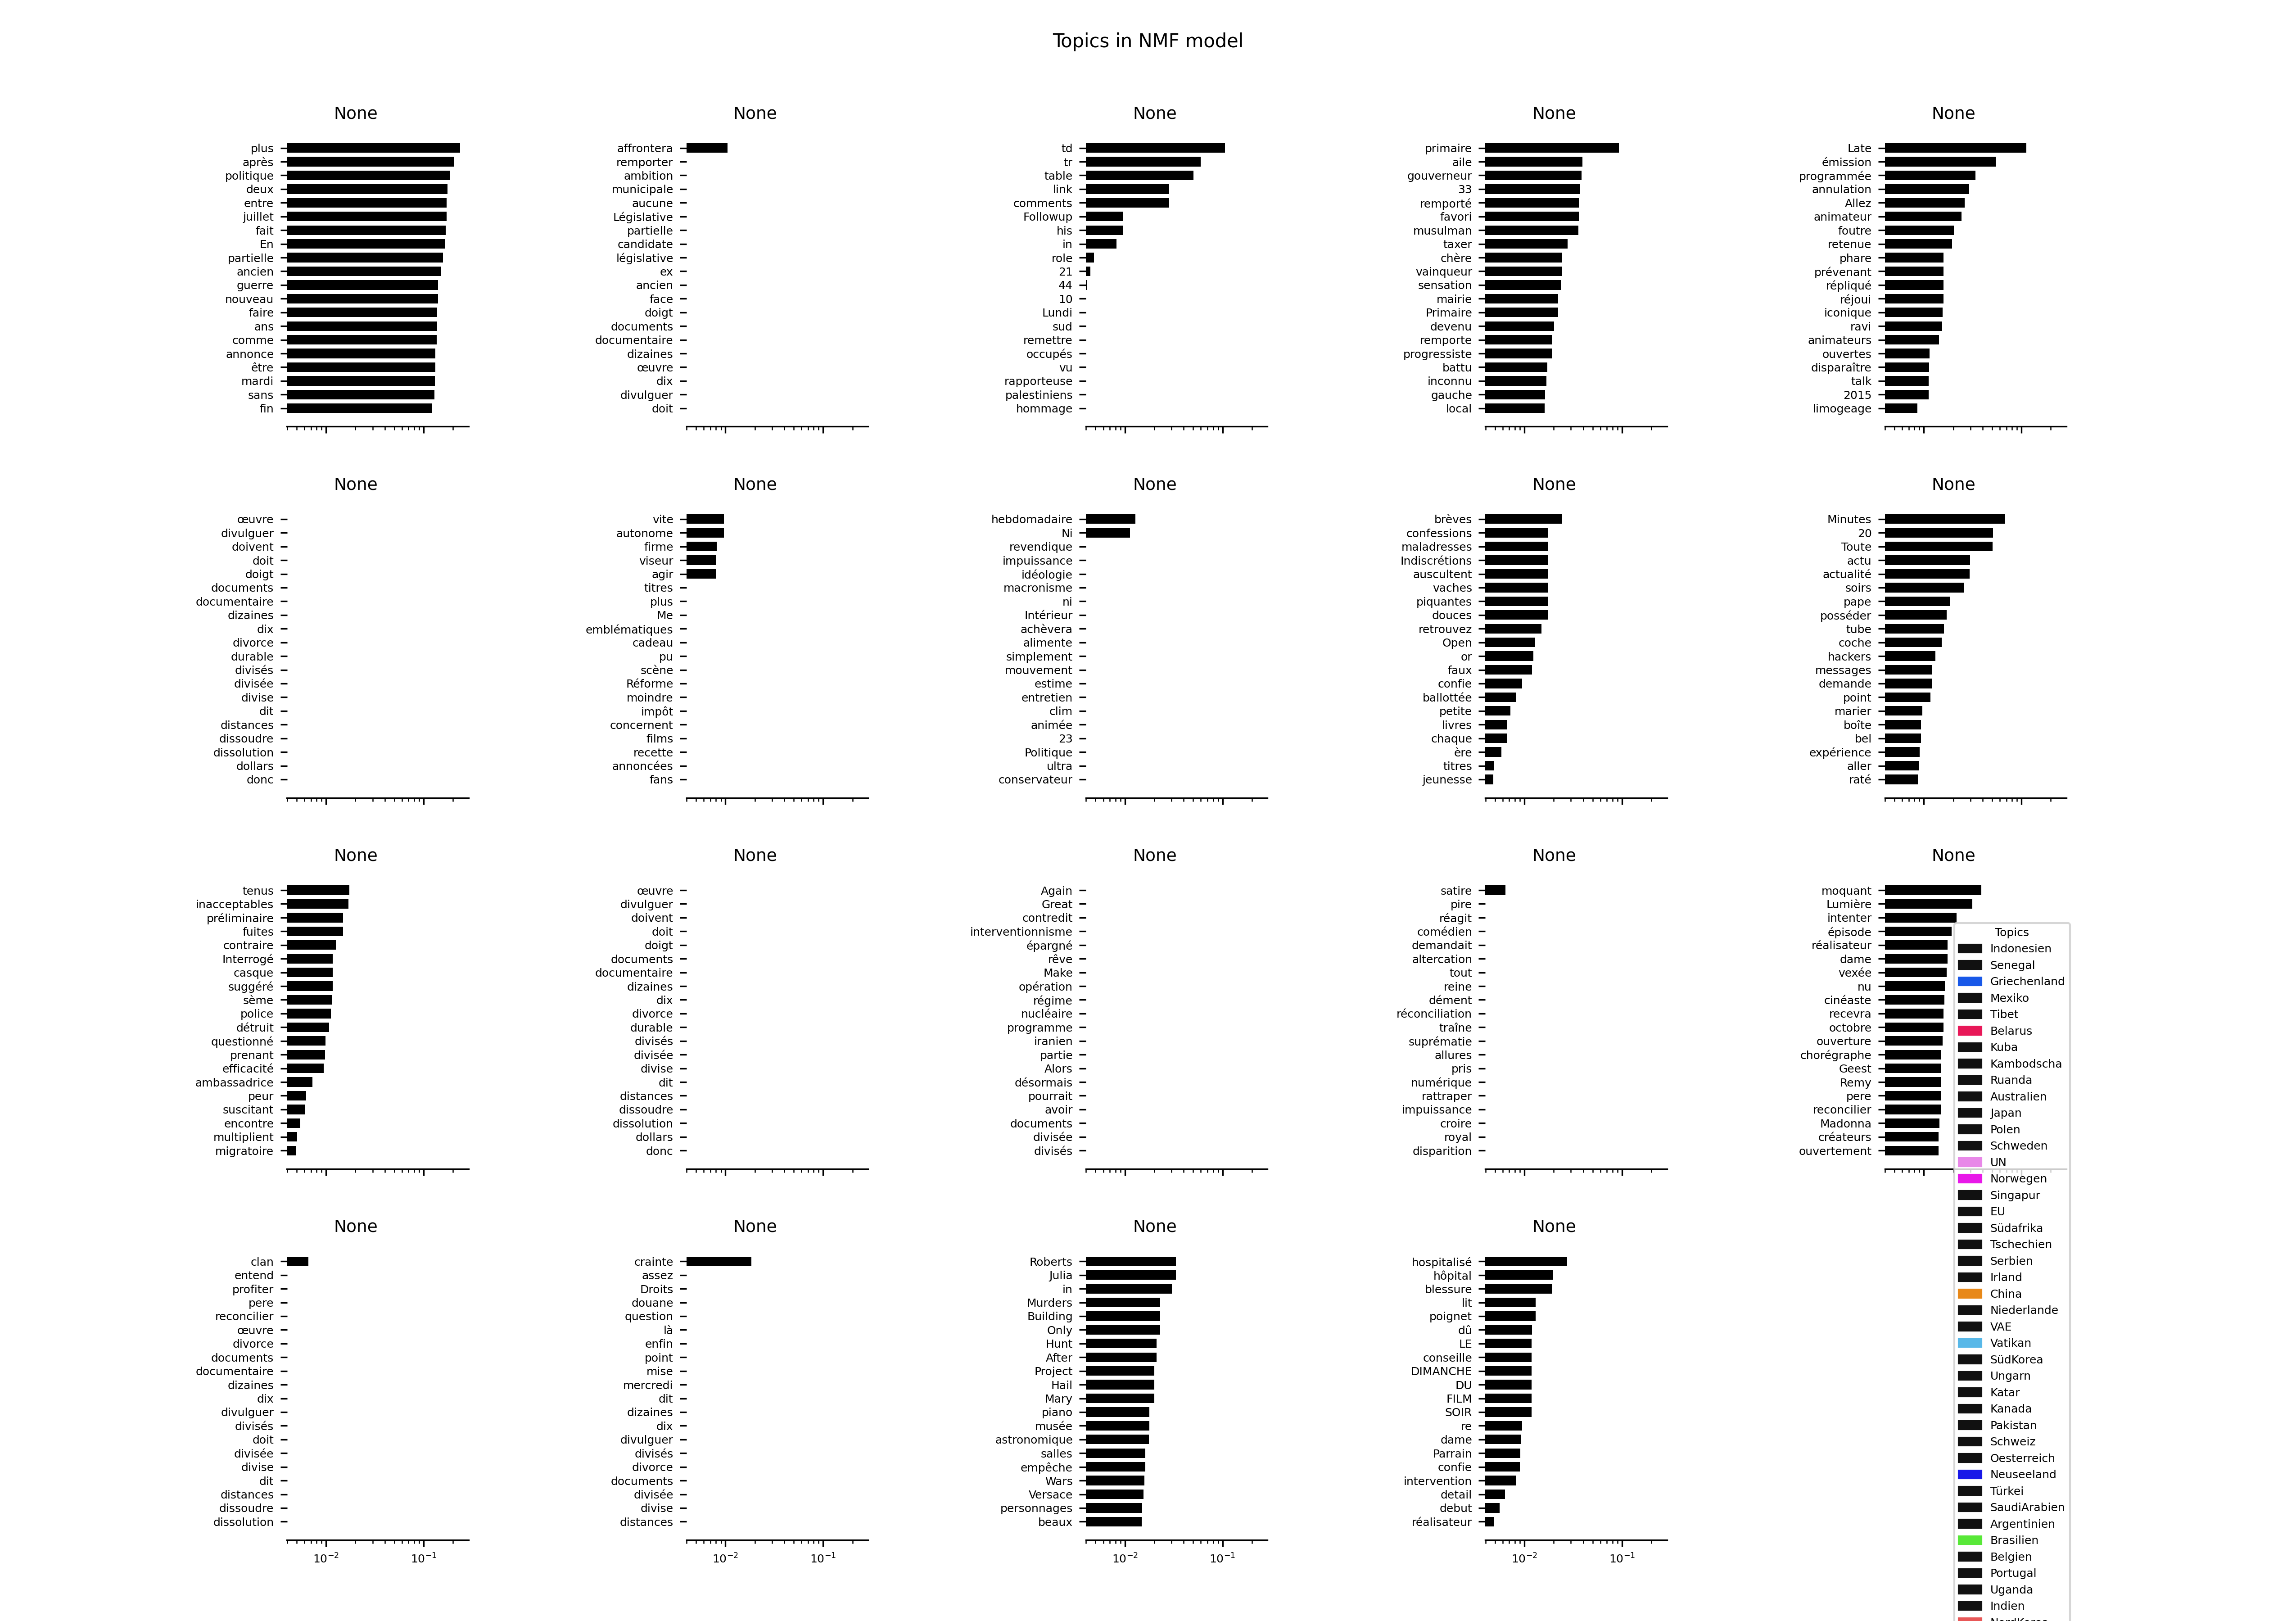 Topics in NMF model
None
plus
après
politique
deux
entre
juillet
fait
En
partielle
ancien
guerre
nouveau
faire
ans
comme
annonce
être
mardi
sans
fin
None
affrontera
remporter
ambition
municipale
aucune
Législative
partielle
candidate
législative
ex
ancien
face
doigt
documents
documentaire
dizaines
œuvre
dix
divulguer
doit
None
td
tr
table
link
comments
Followup
his
in
role
21
44
10
Lundi
sud
remettre
occupés
vu
rapporteuse
palestiniens
hommage
None
primaire
aile
gouverneur
33
remporté
favori
musulman
taxer
chère
vainqueur
sensation
mairie
Primaire
devenu
remporte
progressiste
battu
inconnu
gauche
local
None
Late
émission
programmée
annulation
Allez
animateur
foutre
retenue
phare
prévenant
répliqué
réjoui
iconique
ravi
animateurs
ouvertes
disparaître
talk
2015
limogeage
None
œuvre
divulguer
doivent
doit
doigt
documents
documentaire
dizaines
dix
divorce
durable
divisés
divisée
divise
dit
distances
dissoudre
dissolution
dollars
donc
None
vite
autonome
firme
viseur
agir
titres
plus
Me
emblématiques
cadeau
pu
scène
Réforme
moindre
impôt
concernent
films
recette
annoncées
fans
None
hebdomadaire
Ni
revendique
impuissance
idéologie
macronisme
ni
Intérieur
achèvera
alimente
simplement
mouvement
estime
entretien
clim
animée
23
Politique
ultra
conservateur
None
brèves
confessions
maladresses
Indiscrétions
auscultent
vaches
piquantes
douces
retrouvez
Open
or
faux
confie
ballottée
petite
livres
chaque
ère
titres
jeunesse
None
Minutes
20
Toute
actu
actualité
soirs
pape
posséder
tube
coche
hackers
messages
demande
point
marier
boîte
bel
expérience
aller
raté
None
tenus
inacceptables
préliminaire
fuites
contraire
Interrogé
casque
suggéré
sème
police
détruit
questionné
prenant
efficacité
ambassadrice
peur
suscitant
encontre
multiplient
migratoire
None
œuvre
divulguer
doivent
doit
doigt
documents
documentaire
dizaines
dix
divorce
durable
divisés
divisée
divise
dit
distances
dissoudre
dissolution
dollars
donc
None
Again
Great
contredit
interventionnisme
épargné
rêve
Make
opération
régime
nucléaire
programme
iranien
partie
Alors
désormais
pourrait
avoir
documents
divisée
divisés
None
satire
pire
réagit
comédien
demandait
altercation
tout
reine
dément
réconciliation
traîne
suprématie
allures
pris
numérique
rattraper
impuissance
croire
royal
disparition
None
moquant
Lumière
intenter
épisode
réalisateur
dame
vexée
nu
cinéaste
recevra
octobre
ouverture
chorégraphe
Geest
Remy
pere
reconcilier
Madonna
créateurs
ouvertement
None
clan
entend
profiter
pere
reconcilier
œuvre
divorce
documents
documentaire
dizaines
dix
divulguer
divisés
doit
divisée
divise
dit
distances
dissoudre
dissolution
10⁻² 10⁻¹
None
crainte
assez
Droits
douane
question
là
enfin
point
mise
mercredi
dit
dizaines
dix
divulguer
divisés
divorce
documents
divisée
divise
distances
10⁻² 10⁻¹
None
Roberts
Julia
in
Murders
Building
Only
Hunt
After
Project
Hail
Mary
piano
musée
astronomique
salles
empêche
Wars
Versace
personnages
beaux
10⁻² 10⁻¹
None
hospitalisé
hôpital
blessure
lit
poignet
dû
LE
conseille
DIMANCHE
DU
FILM
SOIR
re
dame
Parrain
confie
intervention
detail
debut
réalisateur
10⁻² 10⁻¹
Topics
Indonesien
Senegal
Griechenland
Mexiko
Tibet
Belarus
Kuba
Kambodscha
Ruanda
Australien
Japan
Polen
Schweden
UN
Norwegen
Singapur
EU
Südafrika
Tschechien
Serbien
Irland
China
Niederlande
VAE
Vatikan
SüdKorea
Ungarn
Katar
Kanada
Pakistan
Schweiz
Oesterreich
Neuseeland
Türkei
SaudiArabien
Argentinien
Brasilien
Belgien
Portugal
Uganda
Indien